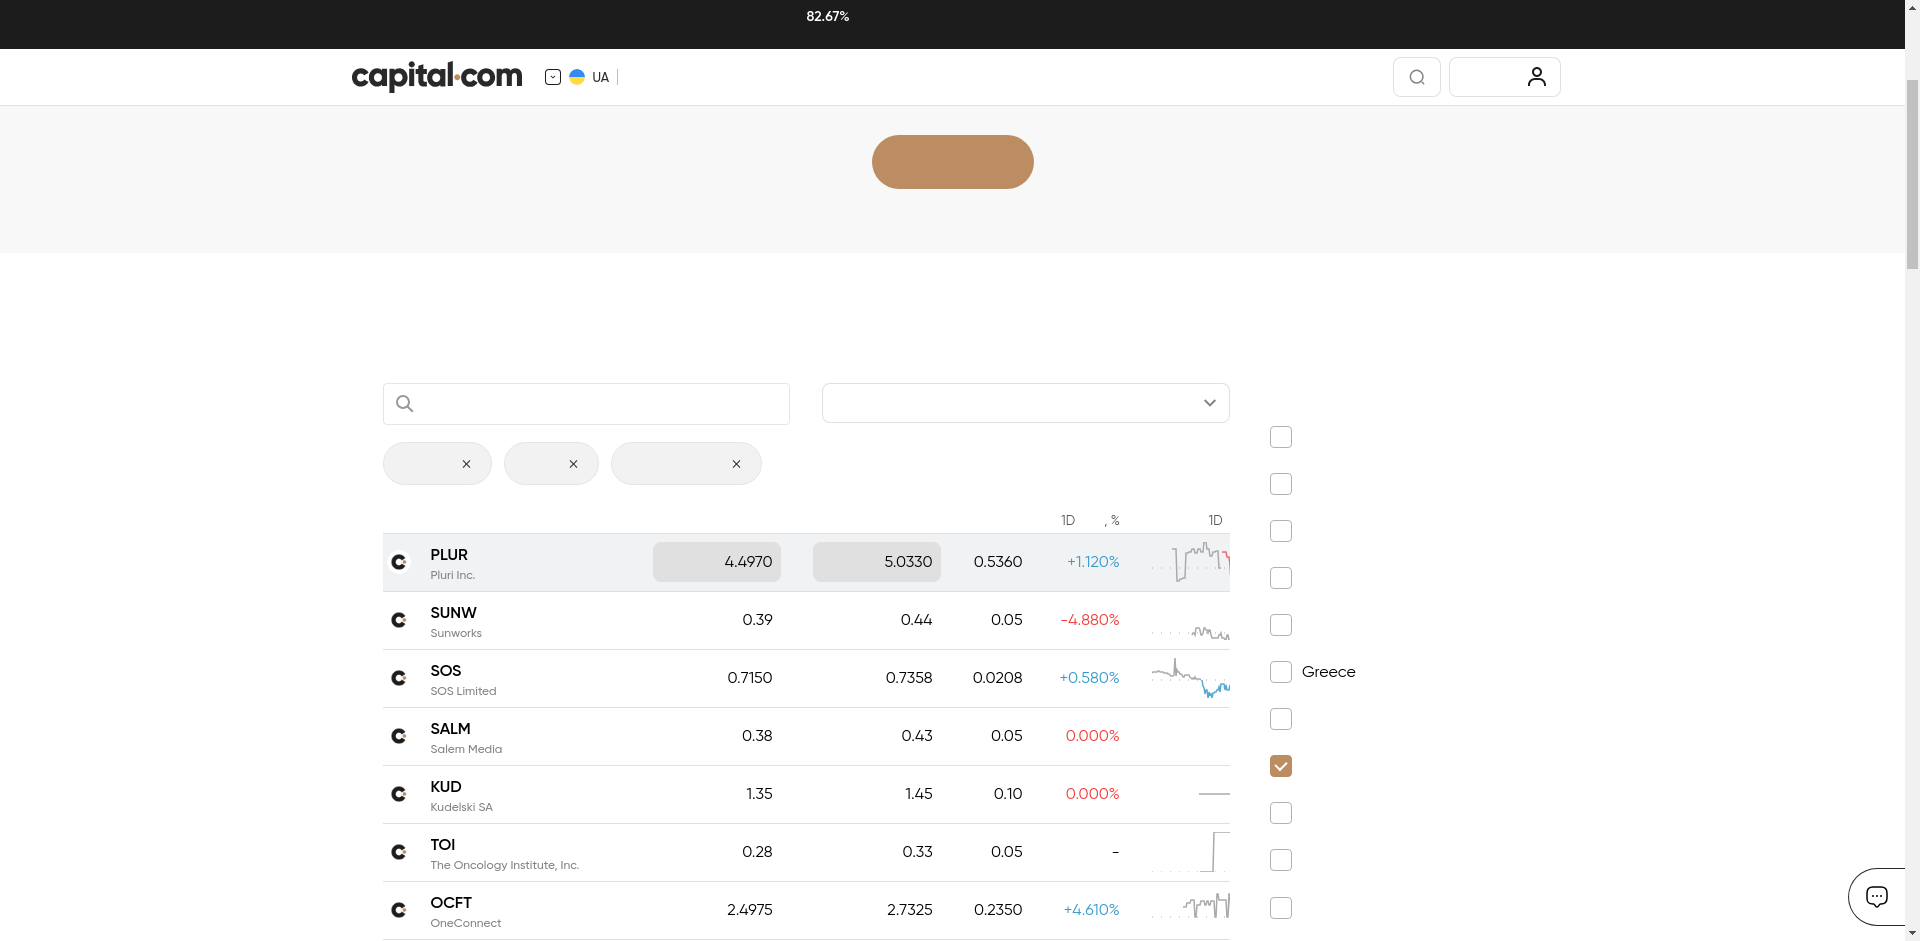 82.67%
capital.com
UA
1D , % 1D
PLUR
Pluri Inc.
4.4970 5.0330 0.5360 +1.120%
SUNW
Sunworks
0.39 0.44 0.05 -4.880%
SOS
SOS Limited
0.7150 0.7358 0.0208 +0.580%
SALM
Salem Media
0.38 0.43 0.05 0.000%
KUD
Kudelski SA
1.35 1.45 0.10 0.000%
TOI
The Oncology Institute, Inc.
0.28 0.33 0.05 -
OCFT
OneConnect
2.4975 2.7325 0.2350 +4.610%
Greece